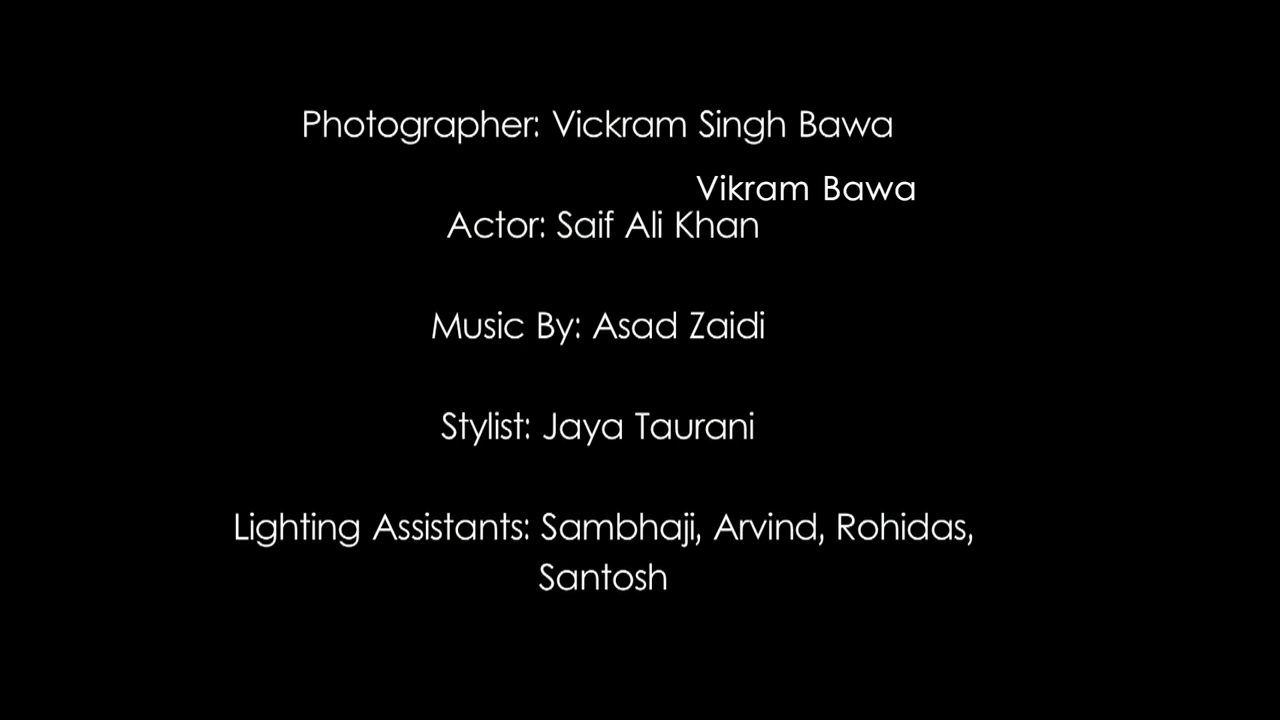 Photographer: Vickram Singh Bawa
Vikram Bawa
Actor: Saif Ali Khan
Music By: Asad Zaidi
Stylist: Jaya Taurani
Lighting Assistants: Sambhaji, Arvind, Rohidas,
Santosh